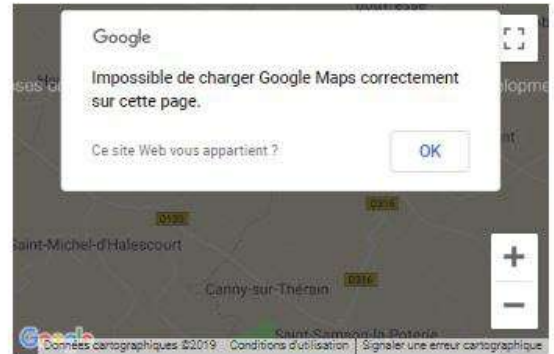 Google
Impossible de charger Google Maps correctement
sur cette page.
Ce site Web vous appartient ?
OK
D316
Saint-Michel-d'Halescourt
Canny-sur-Thérain
D316
Saint-Samson-la-Poterie
Google
Données cartographiques ©2019 Conditions d'utilisation Signaler une erreur cartographique